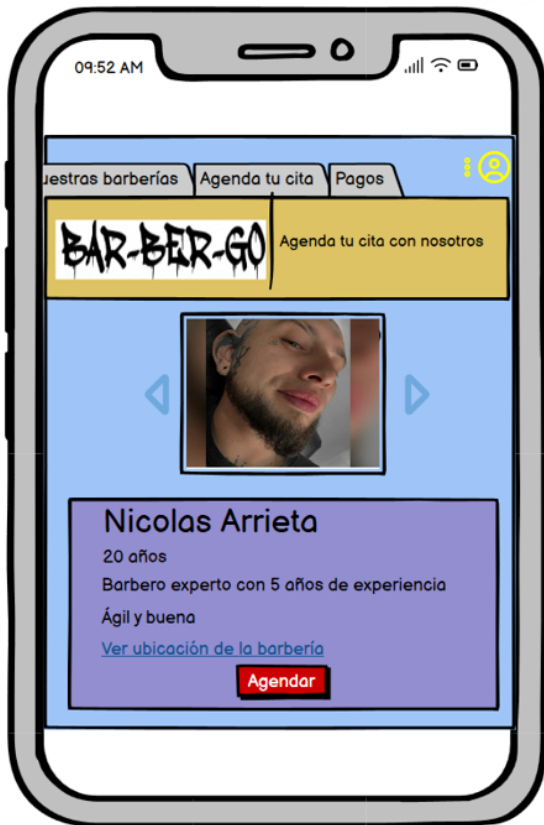 09:52 AM
uestras barberías Agenda tu cita Pagos
BAR-BER-GO
Agenda tu cita con nosotros
Nicolas Arrieta
20 años
Barbero experto con 5 años de experiencia
Ágil y buena
Ver ubicación de la barbería
Agendar